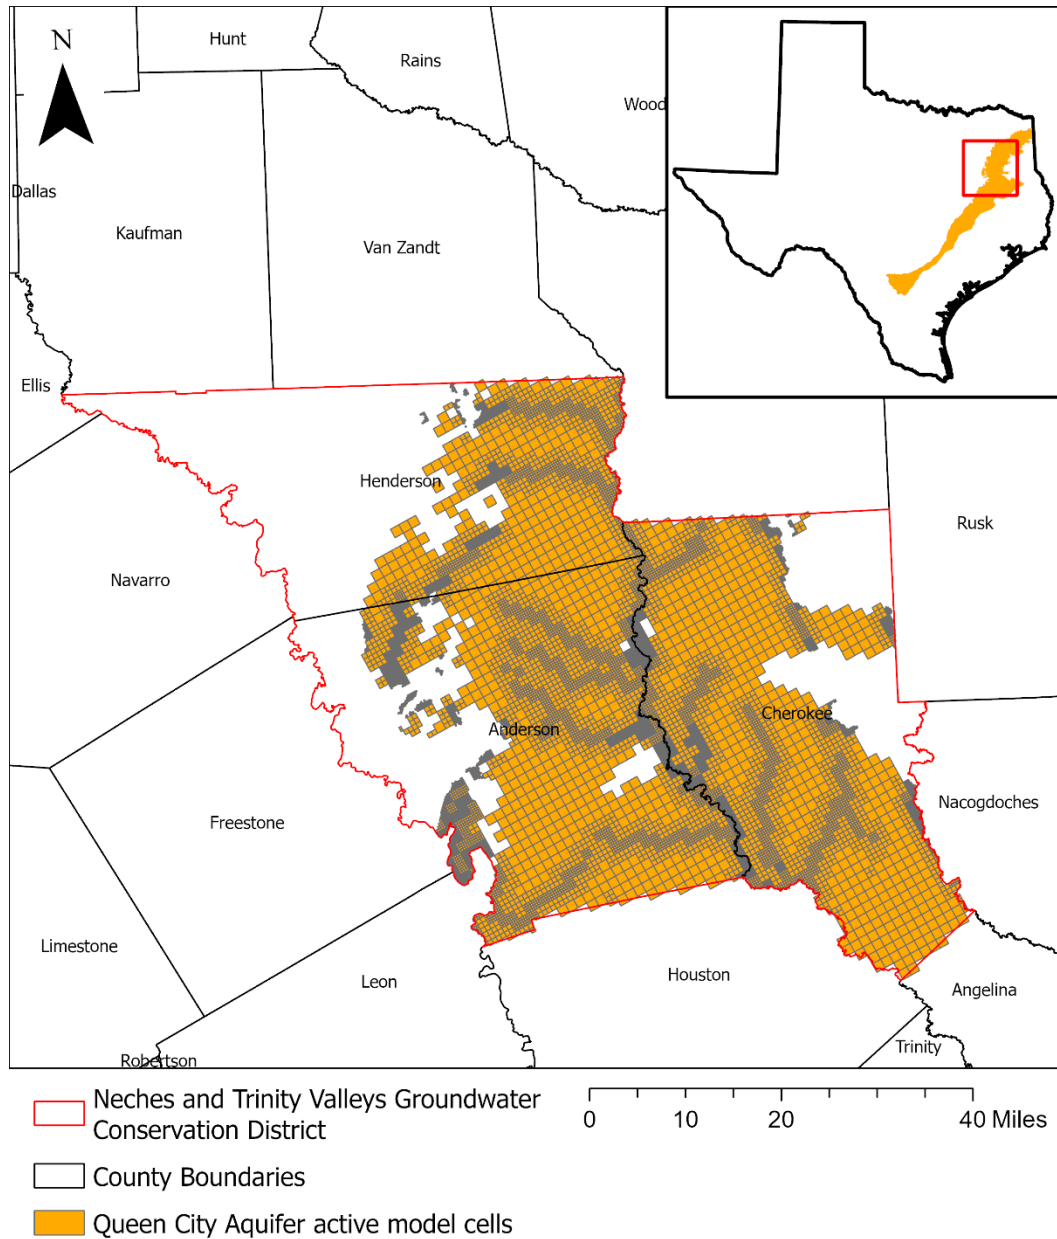 N
Hunt
Rains
Wood
Dallas
Kaufman
Van Zandt
Ellis
Henderson
Rusk
Navarro
Anderson
Cherokee
Nacogdoches
Freestone
Limestone
Leon
Houston
Angelina
Trinity
Robertson
Neches and Trinity Valleys Groundwater
Conservation District
0 10 20 40 Miles
County Boundaries
Queen City Aquifer active model cells